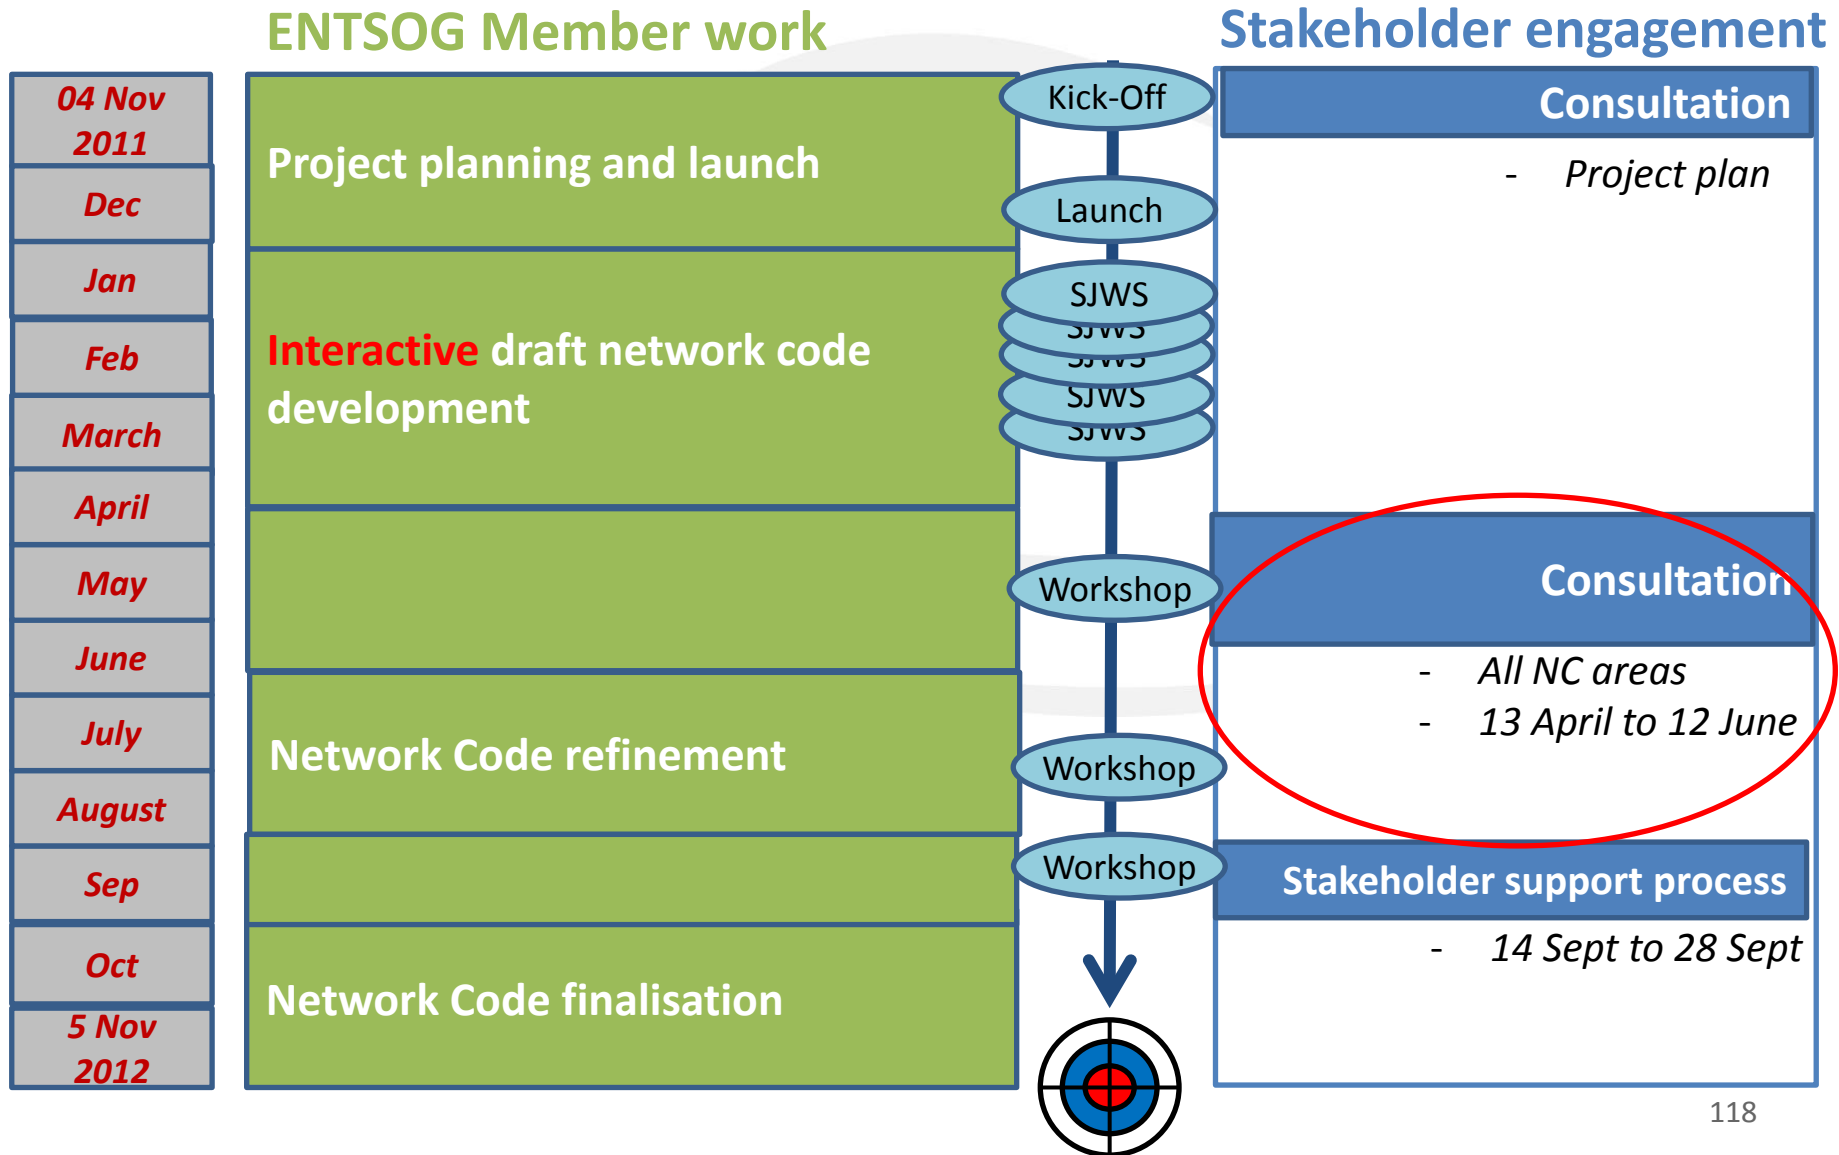 ENTSOG Member work
Stakeholder engagement
04 Nov
2011
Dec
Jan
Feb
March
April
May
June
July
August
Sep
Oct
5 Nov
2012
Project planning and launch
Interactive draft network code
development
Network Code refinement
Network Code finalisation
Kick-Off
Launch
SJWS
SJWS
SJWS
SJWS
SJWS
Workshop
Workshop
Workshop
Consultation
- Project plan
Consultation
- All NC areas
- 13 April to 12 June
Stakeholder support process
- 14 Sept to 28 Sept
118